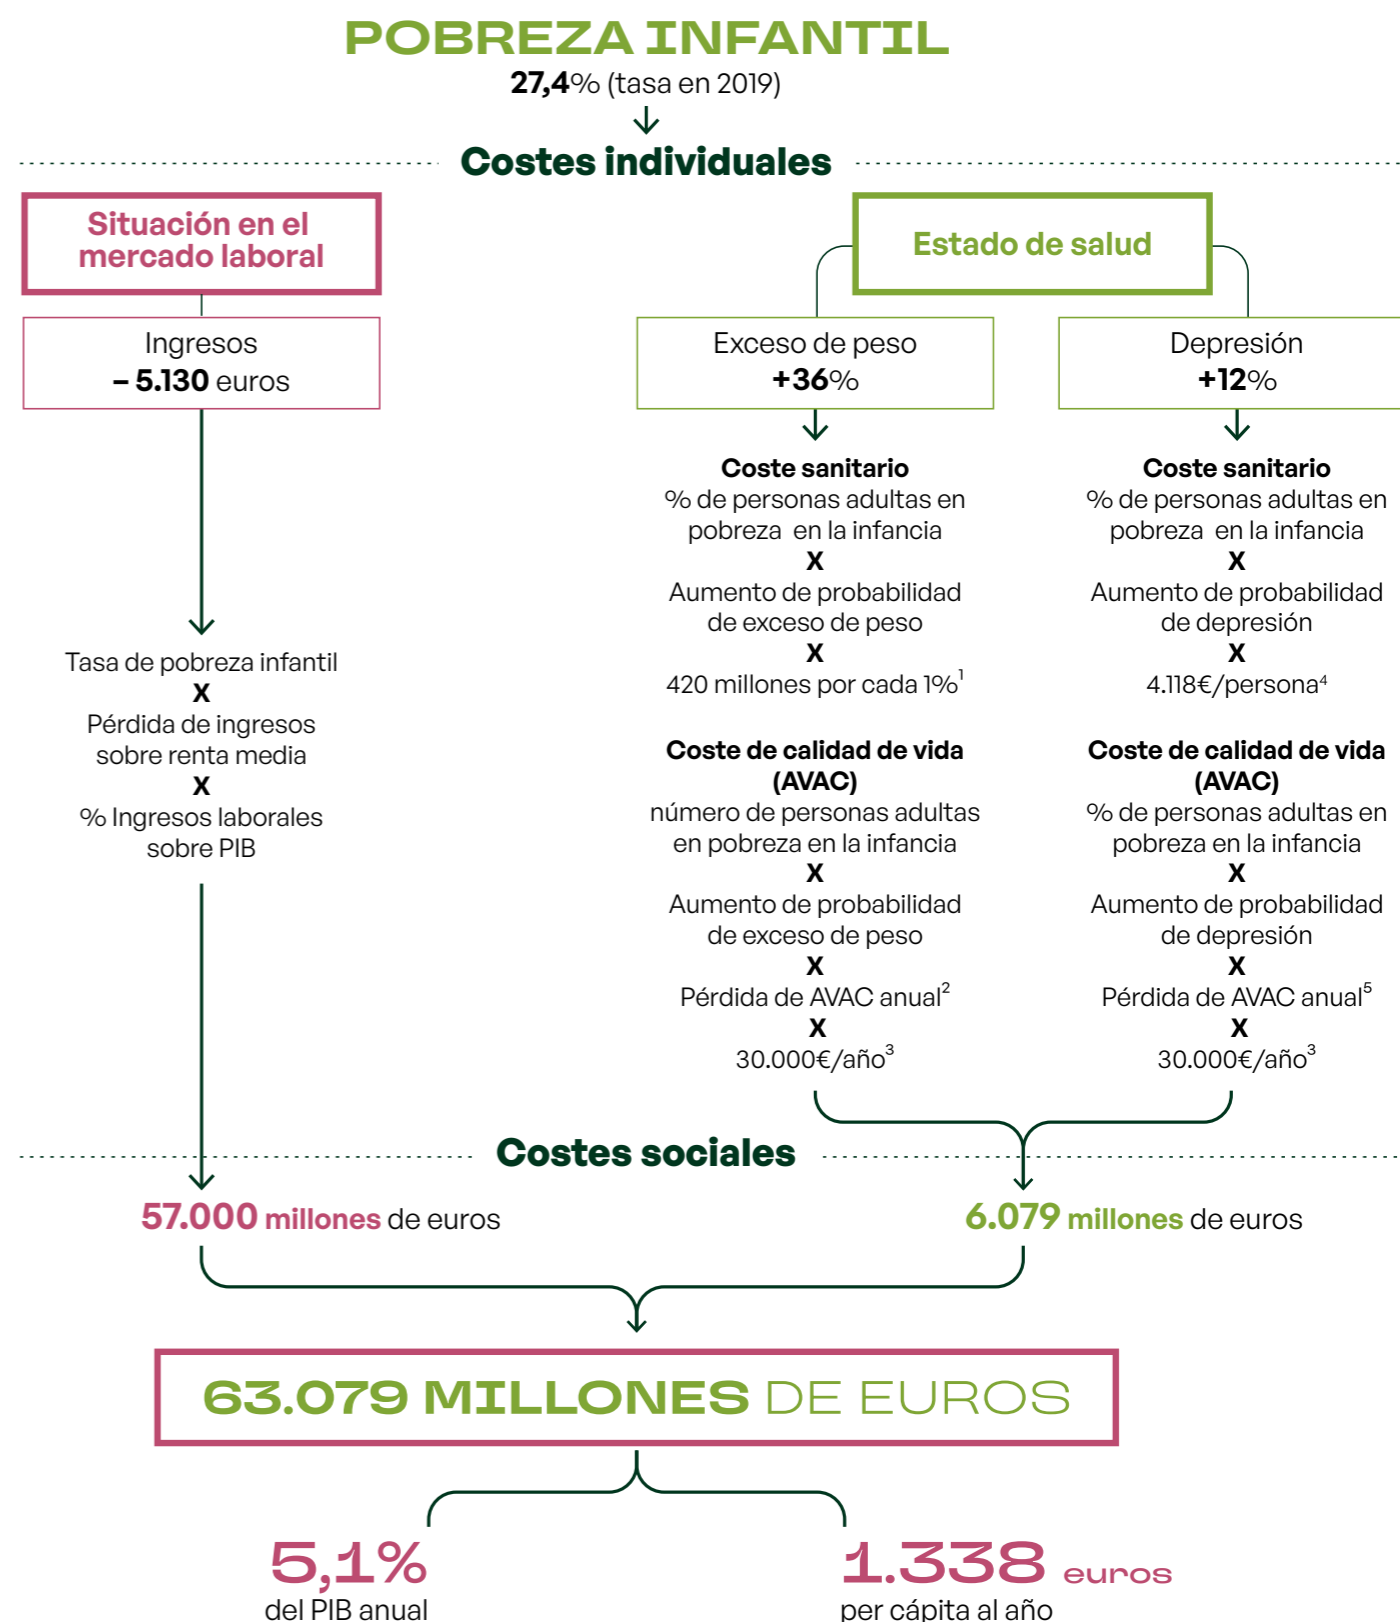 POBREZA INFANTIL
27,4% (tasa en 2019)
Costes individuales
Situación en el
mercado laboral
Ingresos
– 5.130 euros
Tasa de pobreza infantil
X
Pérdida de ingresos
sobre renta media
X
% Ingresos laborales
sobre PIB
Estado de salud
Exceso de peso
+36%
Coste sanitario
% de personas adultas en
pobreza en la infancia
X
Aumento de probabilidad
de exceso de peso
X
420 millones por cada 1%¹
Coste de calidad de vida
(AVAC)
número de personas adultas
en pobreza en la infancia
X
Aumento de probabilidad
de exceso de peso
X
Pérdida de AVAC anual²
X
30.000€/año³
Depresión
+12%
Coste sanitario
% de personas adultas en
pobreza en la infancia
X
Aumento de probabilidad
de depresión
X
4.118€/persona⁴
Coste de calidad de vida
(AVAC)
% de personas adultas en
pobreza en la infancia
X
Aumento de probabilidad
de depresión
X
Pérdida de AVAC anual⁵
X
30.000€/año³
Costes sociales
57.000 millones de euros
6.079 millones de euros
63.079 MILLONES DE EUROS
5,1%
del PIB anual
1.338 euros
per cápita al año